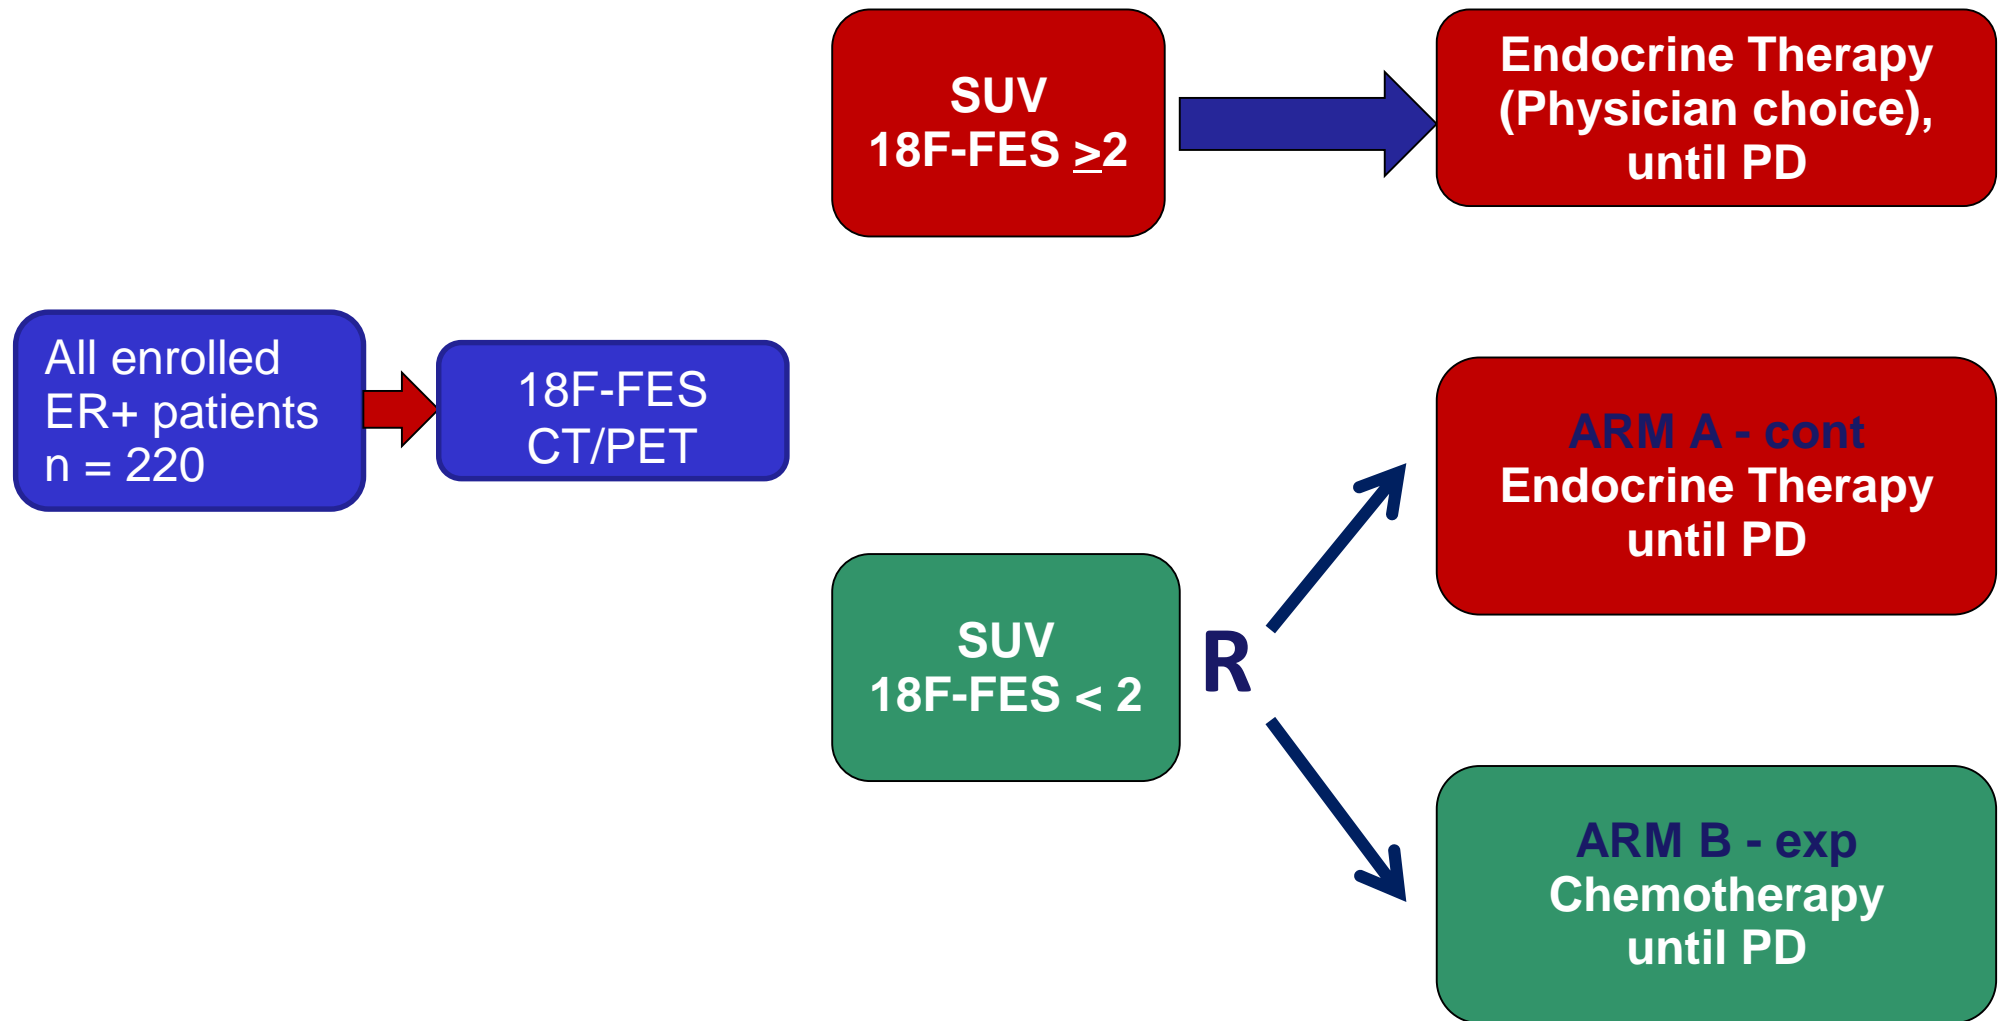 All enrolled
ER+ patients
n = 220
18F-FES
CT/PET
SUV
18F-FES ≥2
Endocrine Therapy
(Physician choice),
until PD
SUV
18F-FES < 2
R
ARM A - cont
Endocrine Therapy
until PD
ARM B - exp
Chemotherapy
until PD